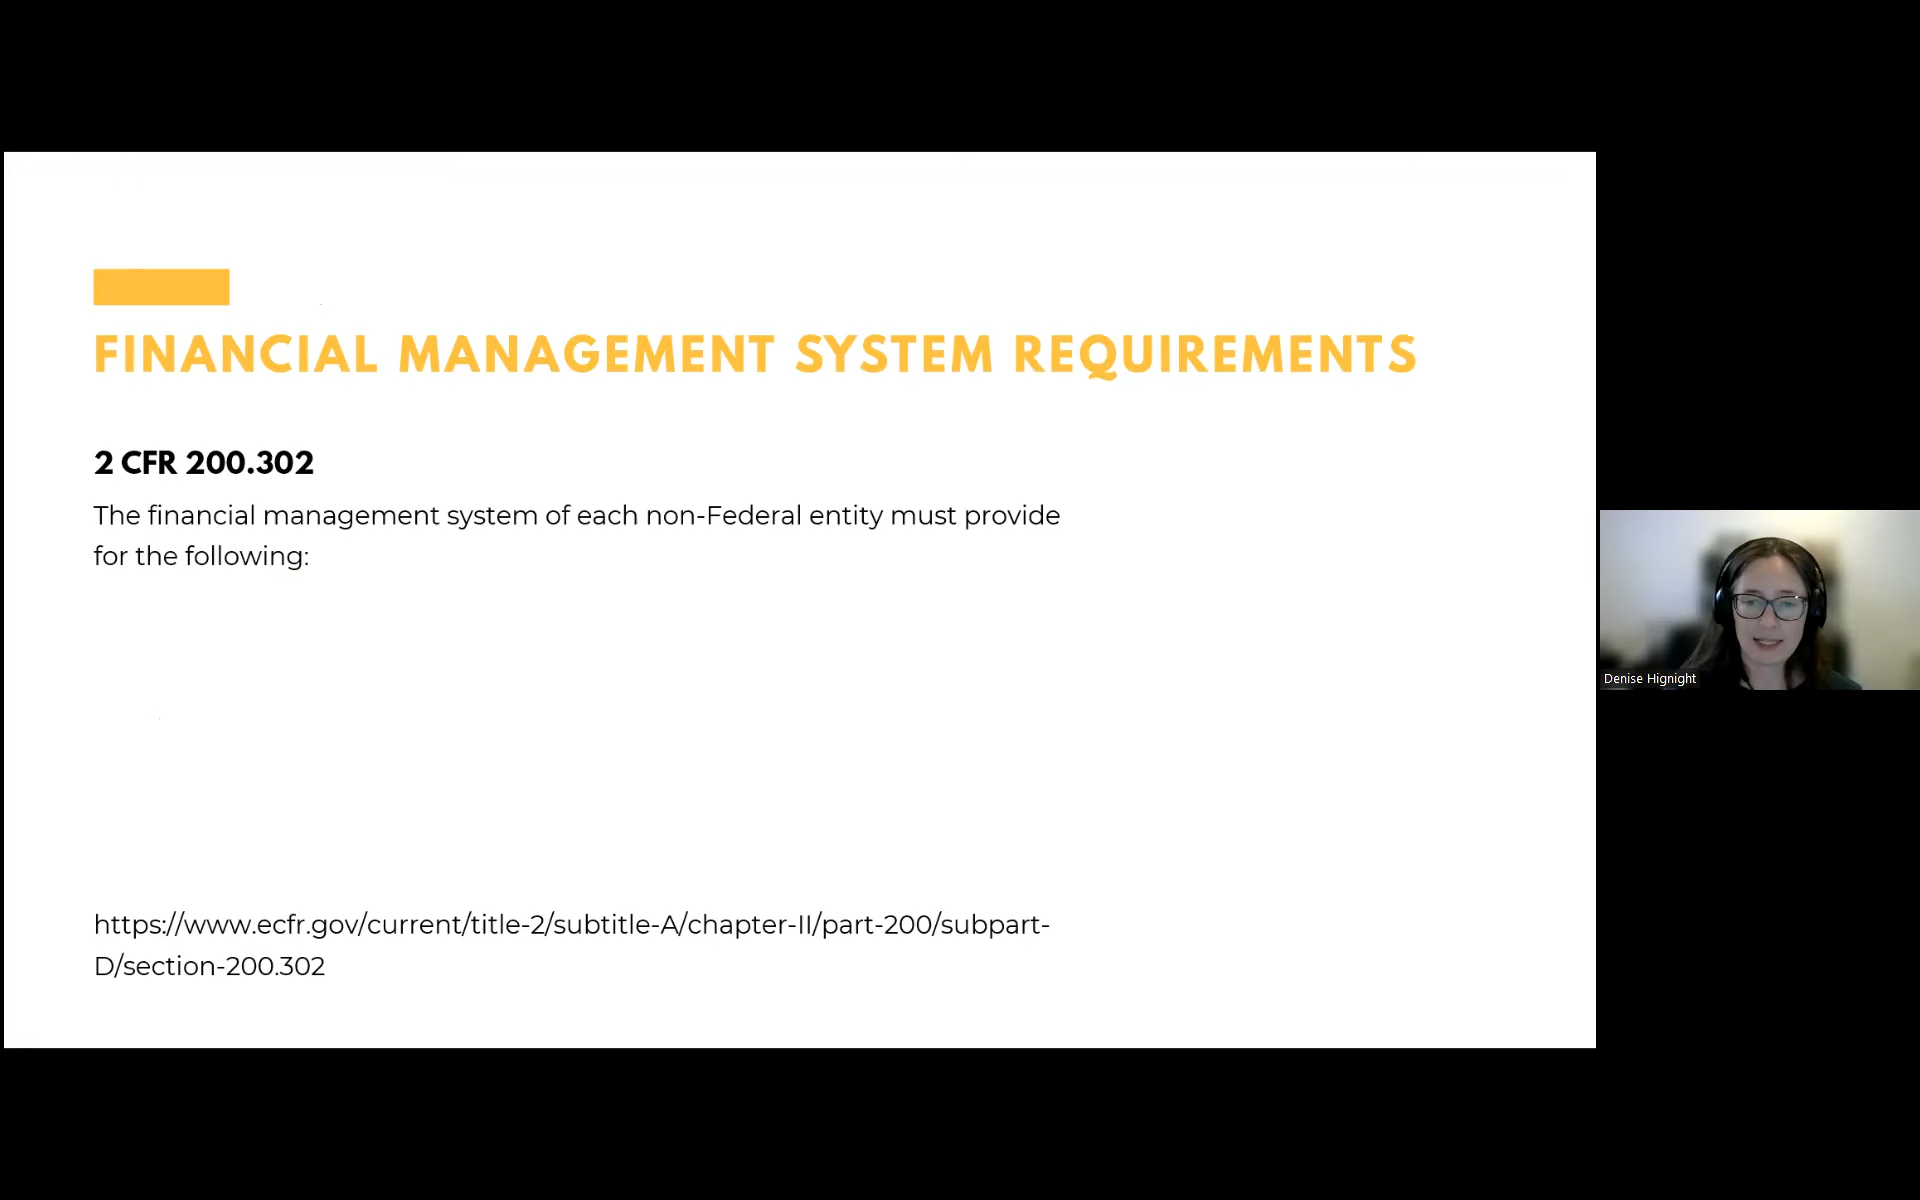 FINANCIAL MANAGEMENT SYSTEM REQUIREMENTS
2 CFR 200.302
The financial management system of each non-Federal entity must provide
for the following:
https://www.ecfr.gov/current/title-2/subtitle-A/chapter-II/part-200/subpart-
D/section-200.302
Denise Hignight